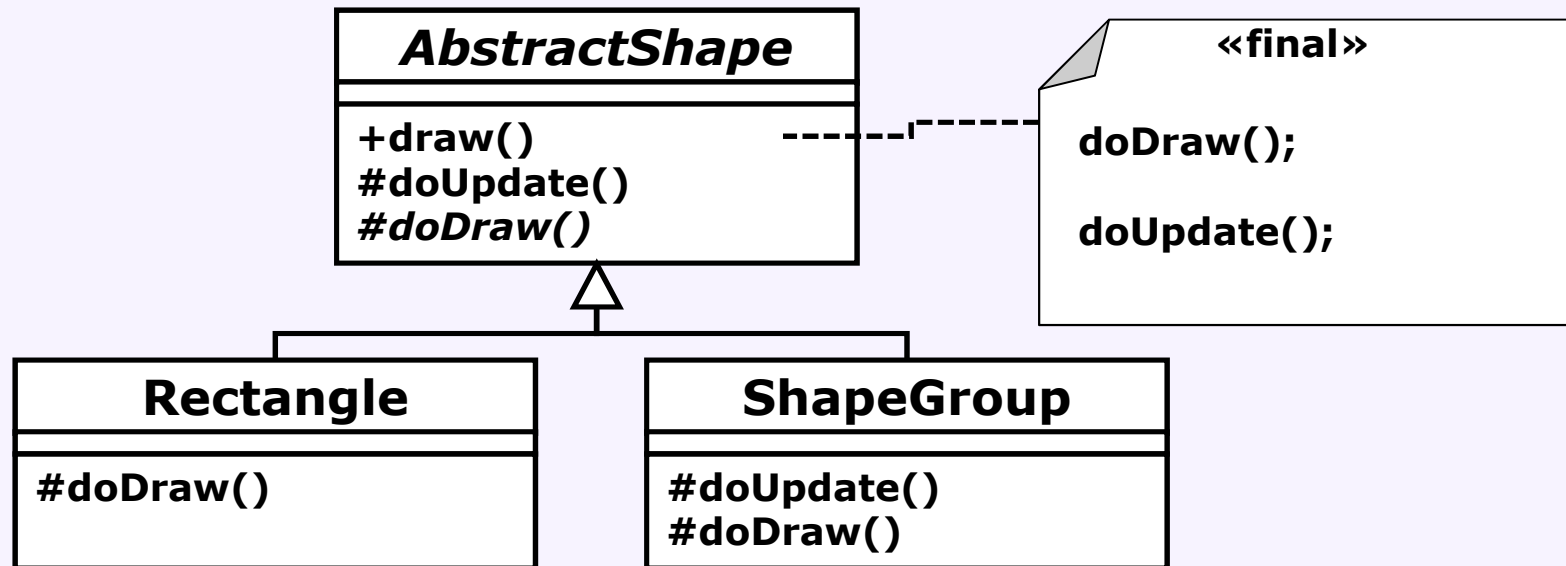 AbstractShape
+draw()
#doUpdate()
#doDraw()
«final»
doDraw();
doUpdate();
Rectangle
#doDraw()
ShapeGroup
#doUpdate()
#doDraw()